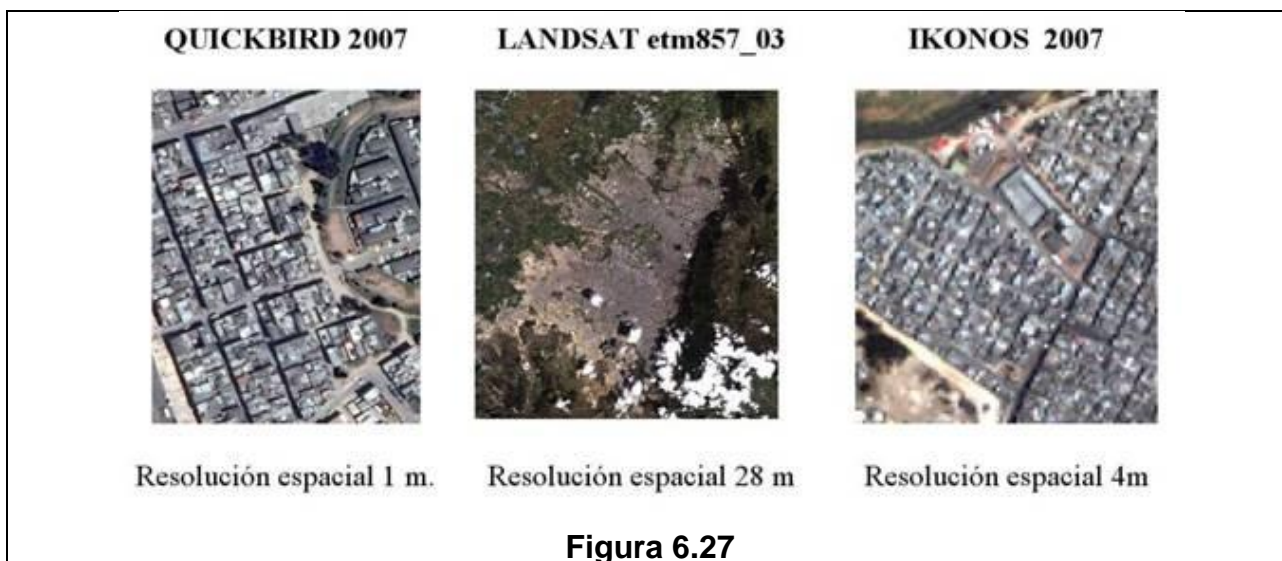 QUICKBIRD 2007 LANDSAT etm857_03 IKONOS 2007
Resolución espacial 1 m. Resolución espacial 28 m Resolución espacial 4m
Figura 6.27